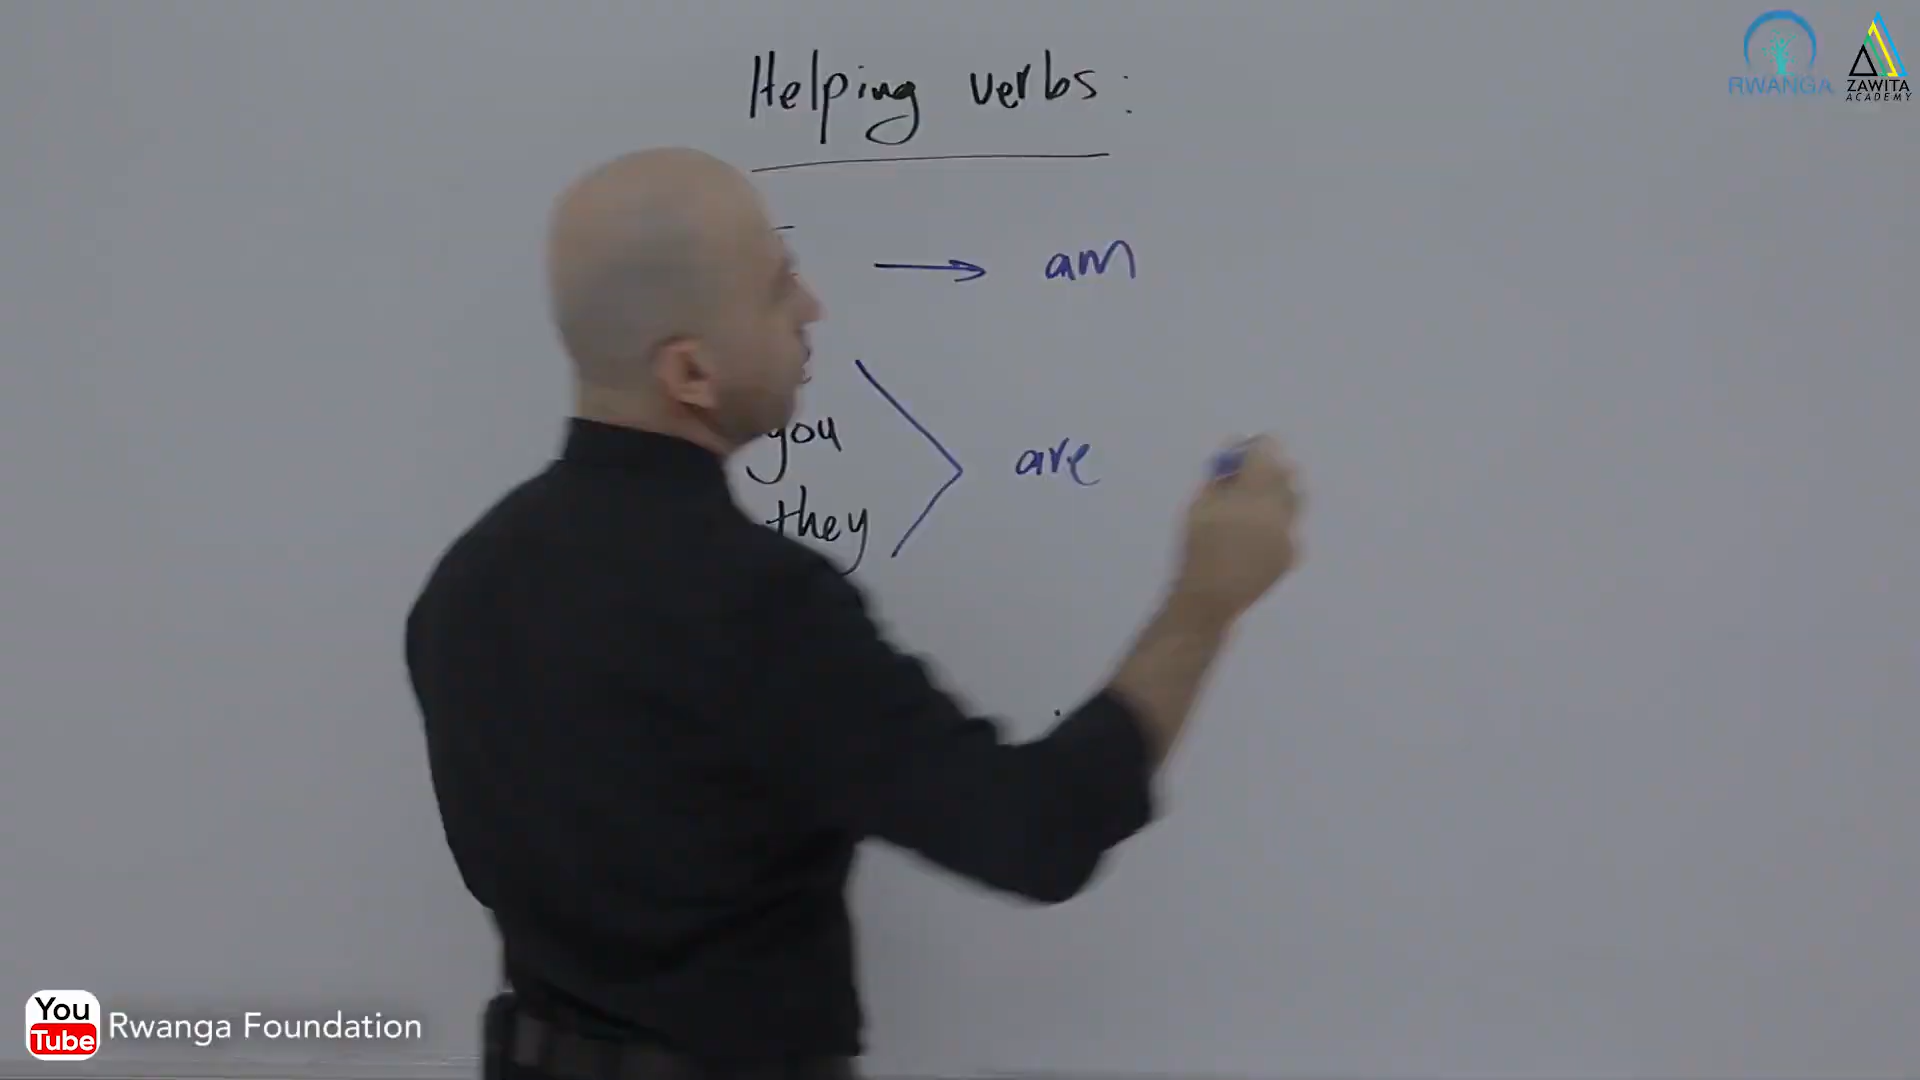 Helping verbs:
→ am
you
are
they
RWANGA
ZAWITA
ACADEMY
You
Tube
Rwanga Foundation